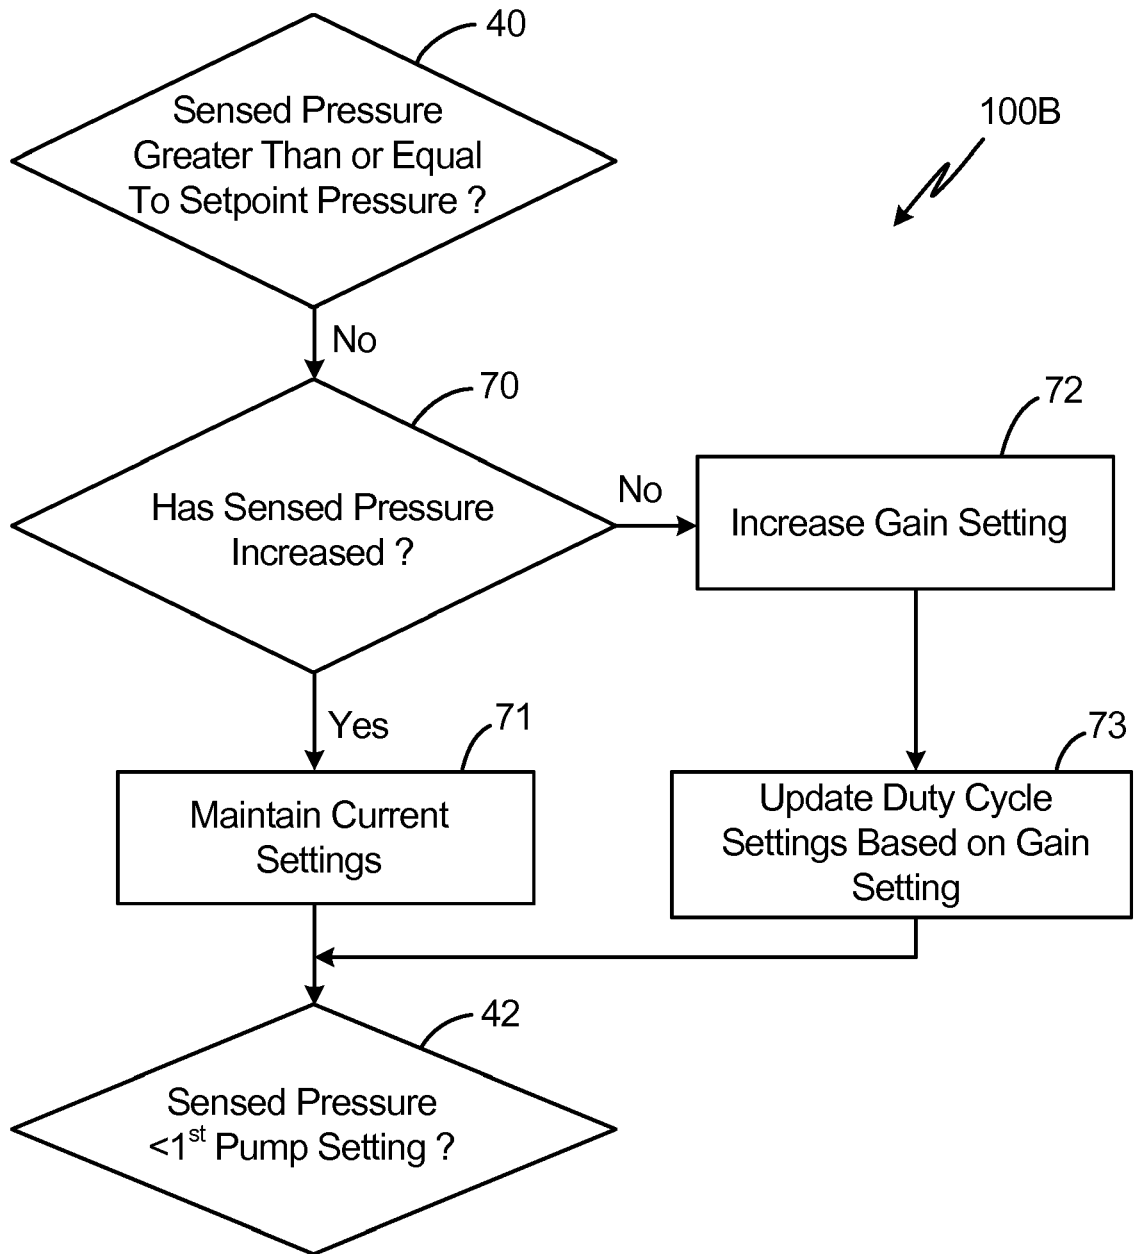 40
Sensed Pressure
Greater Than or Equal
To Setpoint Pressure ?
100B
No
70
Has Sensed Pressure
Increased ?
No
72
Increase Gain Setting
Yes
71
Maintain Current
Settings
73
Update Duty Cycle
Settings Based on Gain
Setting
42
Sensed Pressure
<1st Pump Setting ?